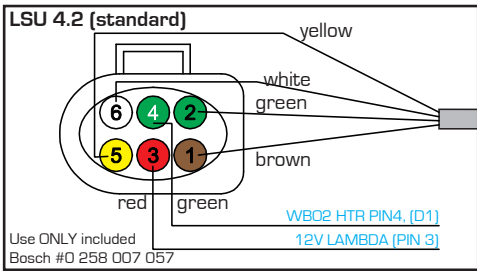 LSU 4.2 (standard)
yellow
white
green
6 4 2
5 3 1
brown
red green
WBO2 HTR PIN4, (D1)
12V LAMBDA (PIN 3)
Use ONLY included
Bosch #0 258 007 057